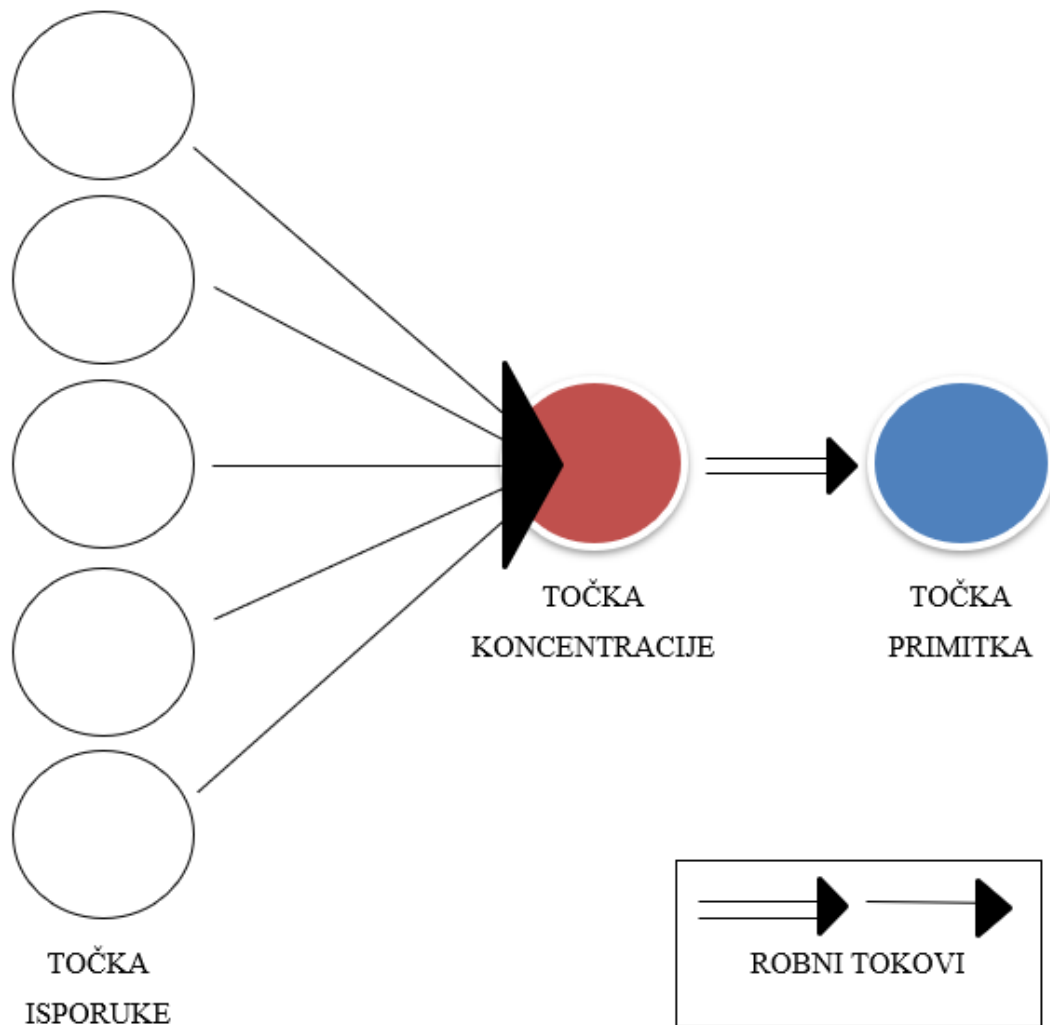 TOČKA
KONCENTRACIJE
TOČKA
PRIMITKA
TOČKA
ISPORUKE
ROBNI TOKOVI